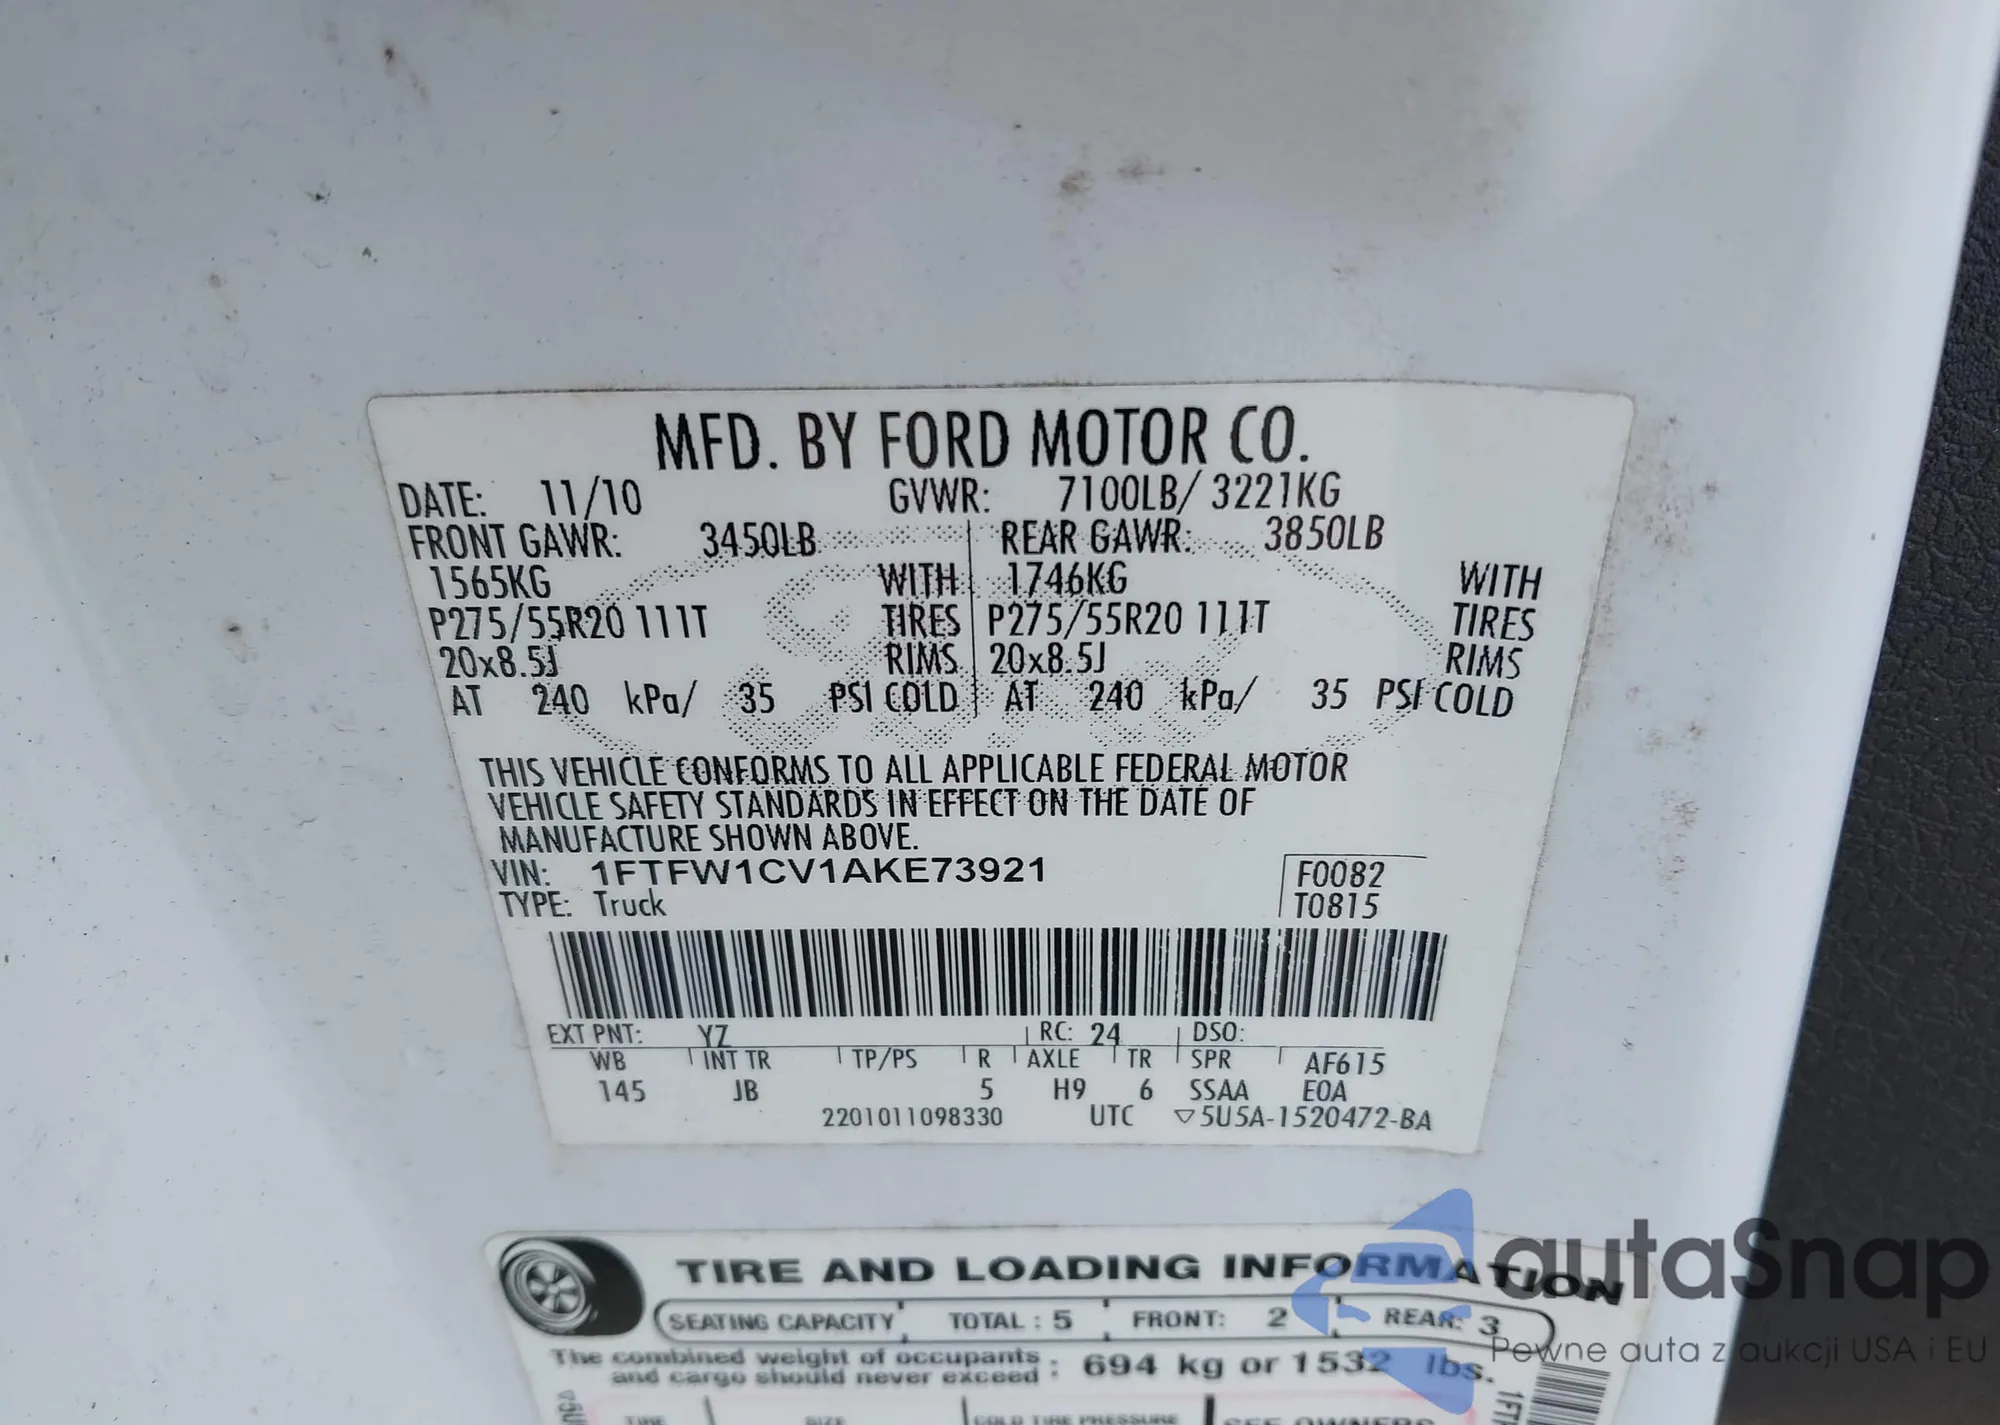 MFD. BY FORD MOTOR CO.
DATE: 11/10 GVWR: 7100LB/ 3221KG
FRONT GAWR: 3450LB REAR GAWR: 3850LB
1565KG WITH 1746KG WITH
P275/55R20 111T TIRES P275/55R20 111T TIRES
20x8.5J RIMS 20x8.5J RIMS
AT 240 kPa/ 35 PSI COLD AT 240 kPa/ 35 PSI COLD
THIS VEHICLE CONFORMS TO ALL APPLICABLE FEDERAL MOTOR
VEHICLE SAFETY STANDARDS IN EFFECT ON THE DATE OF
MANUFACTURE SHOWN ABOVE.
VIN: 1FTFW1CV1AKE73921 F0082
TYPE: Truck T0815
EXT PNT: YZ RC: 24 DSO:
WB INT TR TP/PS R AXLE TR SPR AF615
145 JB 5 H9 6 SSAA EOA
2201011098330 UTC ▽5U5A-1520472-BA
TIRE AND LOADING INFORMATION
SEATING CAPACITY TOTAL : 5 FRONT: 2 REAR: 3
The combined weight of occupants : 694 kg or 1532 lbs.
and cargo should never exceed :
TIRE SIZE COLD TIRE PRESSURE SEE OWNERS
autaSnap
Pewne auta z aukcji USA i EU